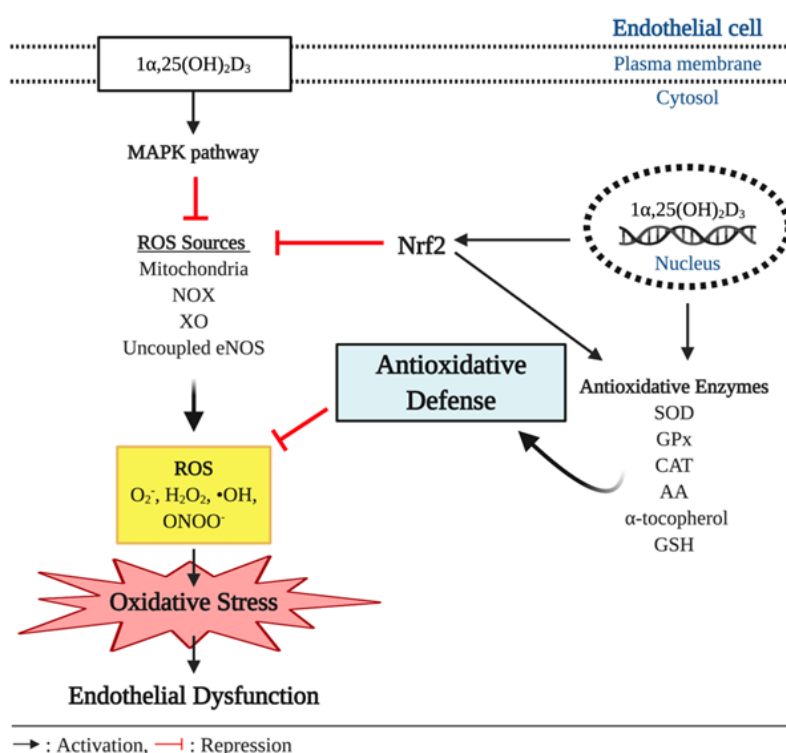 Endothelial cell
Plasma membrane
Cytosol
1α,25(OH)₂D₃
MAPK pathway
ROS Sources
Mitochondria
NOX
XO
Uncoupled eNOS
Nrf2
1α,25(OH)₂D₃
Nucleus
Antioxidative
Defense
Antioxidative Enzymes
SOD
GPx
CAT
AA
α-tocopherol
GSH
ROS
O₂⁻, H₂O₂, •OH,
ONOO⁻
Oxidative Stress
Endothelial Dysfunction
: Activation, : Repression